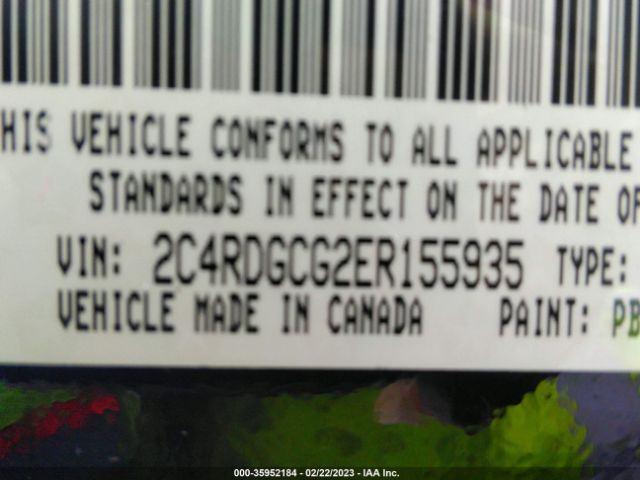 HIS VEHICLE CONFORMS TO ALL APPLICABLE
STANDARDS IN EFFECT ON THE DATE OF
VIN: 2C4RDGCG2ER155935 TYPE:
VEHICLE MADE IN CANADA PAINT: PB
000-35952184 - 02/22/2023 - IAA Inc.